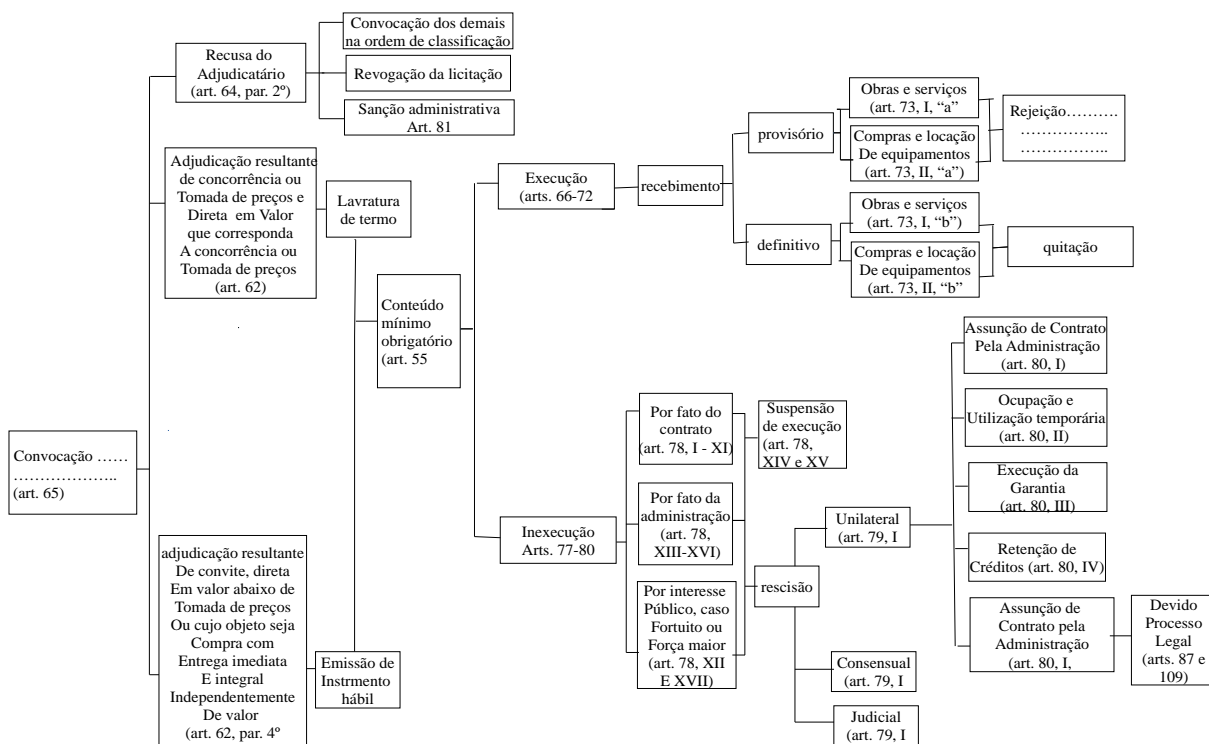 Convocação ……
………………..
(art. 65)
Recusa do
Adjudicatário
(art. 64, par. 2º)
Convocação dos demais
na ordem de classificação
Revogação da licitação
Sanção administrativa
Art. 81
Adjudicação resultante
de concorrência ou
Tomada de preços e
Direta em Valor
que corresponda
A concorrência ou
Tomada de preços
(art. 62)
Lavratura
de termo
adjudicação resultante
De convite, direta
Em valor abaixo de
Tomada de preços
Ou cujo objeto seja
Compra com
Entrega imediata
E integral
Independentemente
De valor
(art. 62, par. 4º
Emissão de
Instrmento
hábil
Conteúdo
mínimo
obrigatório
(art. 55
Execução
(arts. 66-72
recebimento
provisório
Obras e serviços
(art. 73, I, “a”
Compras e locação
De equipamentos
(art. 73, II, “a”)
Rejeição……….
……………..
……………..
definitivo
Obras e serviços
(art. 73, I, “b”)
Compras e locação
De equipamentos
(art. 73, II, “b”
quitação
Inexecução
Arts. 77-80
Por fato do
contrato
(art. 78, I - XI)
Suspensão
de execução
(art. 78,
XIV e XV
Por fato da
administração
(art. 78,
XIII-XVI)
Por interesse
Público, caso
Fortuito ou
Força maior
(art. 78, XII
E XVII)
rescisão
Unilateral
(art. 79, I
Assunção de Contrato
Pela Administração
(art. 80, I)
Ocupação e
Utilização temporária
(art. 80, II)
Execução da
Garantia
(art. 80, III)
Retenção de
Créditos (art. 80, IV)
Assunção de
Contrato pela
Administração
(art. 80, I,
Devido
Processo
Legal
(arts. 87 e
109)
Consensual
(art. 79, I
Judicial
(art. 79, I